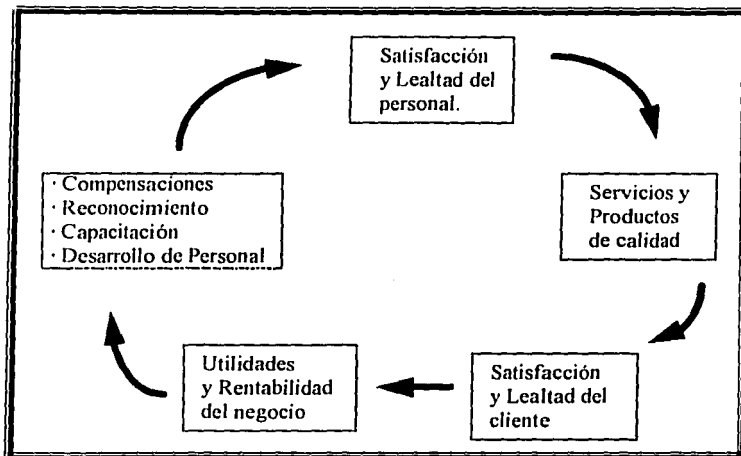 Satisfacción
y Lealtad del
personal.
Servicios y
Productos
de calidad
Satisfacción
y Lealtad del
cliente
Utilidades
y Rentabilidad
del negocio
· Compensaciones
· Reconocimiento
· Capacitación
· Desarrollo de Personal